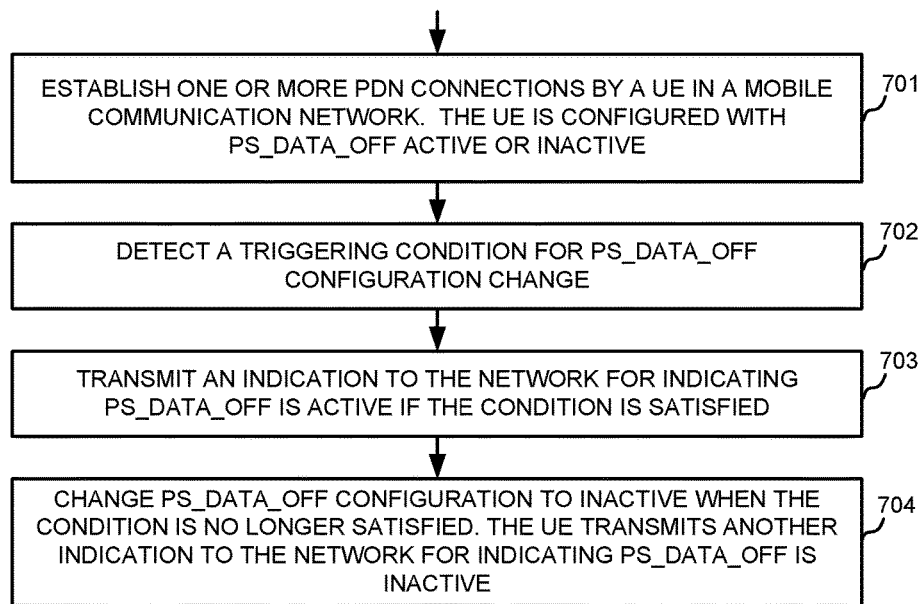 ESTABLISH ONE OR MORE PDN CONNECTIONS BY A UE IN A MOBILE
COMMUNICATION NETWORK. THE UE IS CONFIGURED WITH
PS_DATA_OFF ACTIVE OR INACTIVE
701
DETECT A TRIGGERING CONDITION FOR PS_DATA_OFF
CONFIGURATION CHANGE
702
TRANSMIT AN INDICATION TO THE NETWORK FOR INDICATING
PS_DATA_OFF IS ACTIVE IF THE CONDITION IS SATISFIED
703
CHANGE PS_DATA_OFF CONFIGURATION TO INACTIVE WHEN THE
CONDITION IS NO LONGER SATISFIED. THE UE TRANSMITS ANOTHER
INDICATION TO THE NETWORK FOR INDICATING PS_DATA_OFF IS
INACTIVE
704